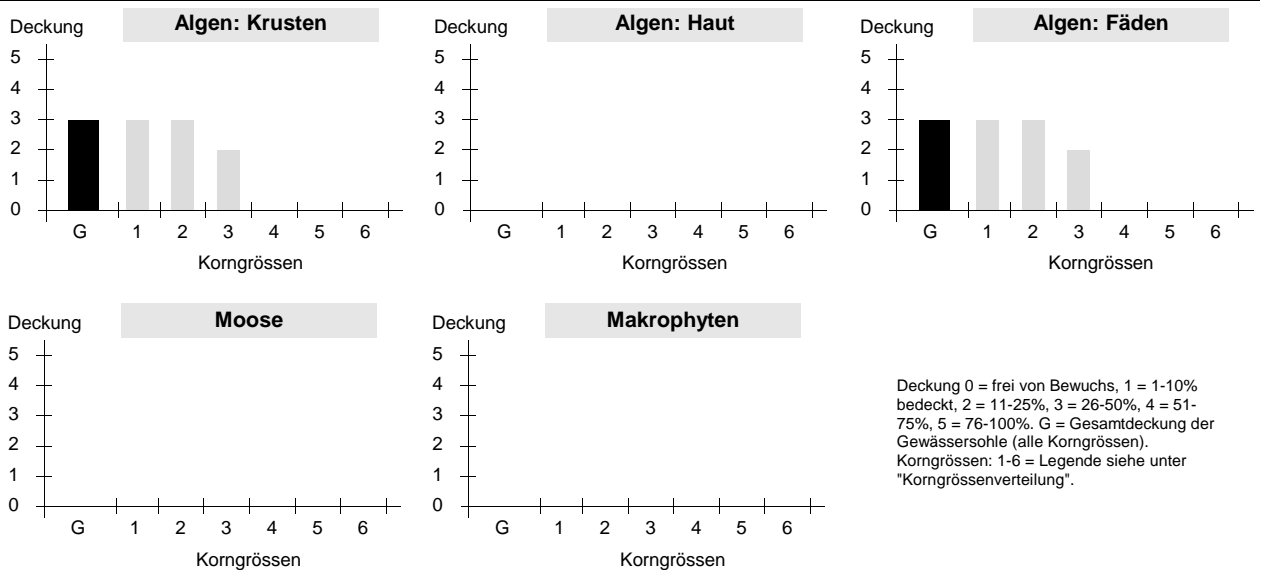 Deckung
Algen: Krusten
5
4
3
2
1
0
G 1 2 3 4 5 6
Korngrössen
Deckung
Algen: Haut
5
4
3
2
1
0
G 1 2 3 4 5 6
Korngrössen
Deckung
Algen: Fäden
5
4
3
2
1
0
G 1 2 3 4 5 6
Korngrössen
Deckung
Moose
5
4
3
2
1
0
G 1 2 3 4 5 6
Korngrössen
Deckung
Makrophyten
5
4
3
2
1
0
G 1 2 3 4 5 6
Korngrössen
Deckung 0 = frei von Bewuchs, 1 = 1-10%
bedeckt, 2 = 11-25%, 3 = 26-50%, 4 = 51-
75%, 5 = 76-100%. G = Gesamtdeckung der
Gewässersohle (alle Korngrössen).
Korngrössen: 1-6 = Legende siehe unter
"Korngrössenverteilung".